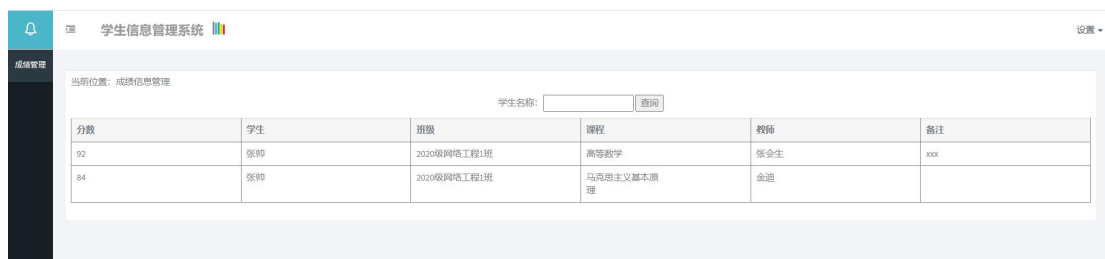 学生信息管理系统
设置
成绩管理
当前位置：成绩信息管理
学生名称： 查询
分数 学生 班级 课程 教师 备注
92 张帅 2020级网络工程1班 高等数学 张会生 xxx
84 张帅 2020级网络工程1班 马克思主义基本原 金迪
理